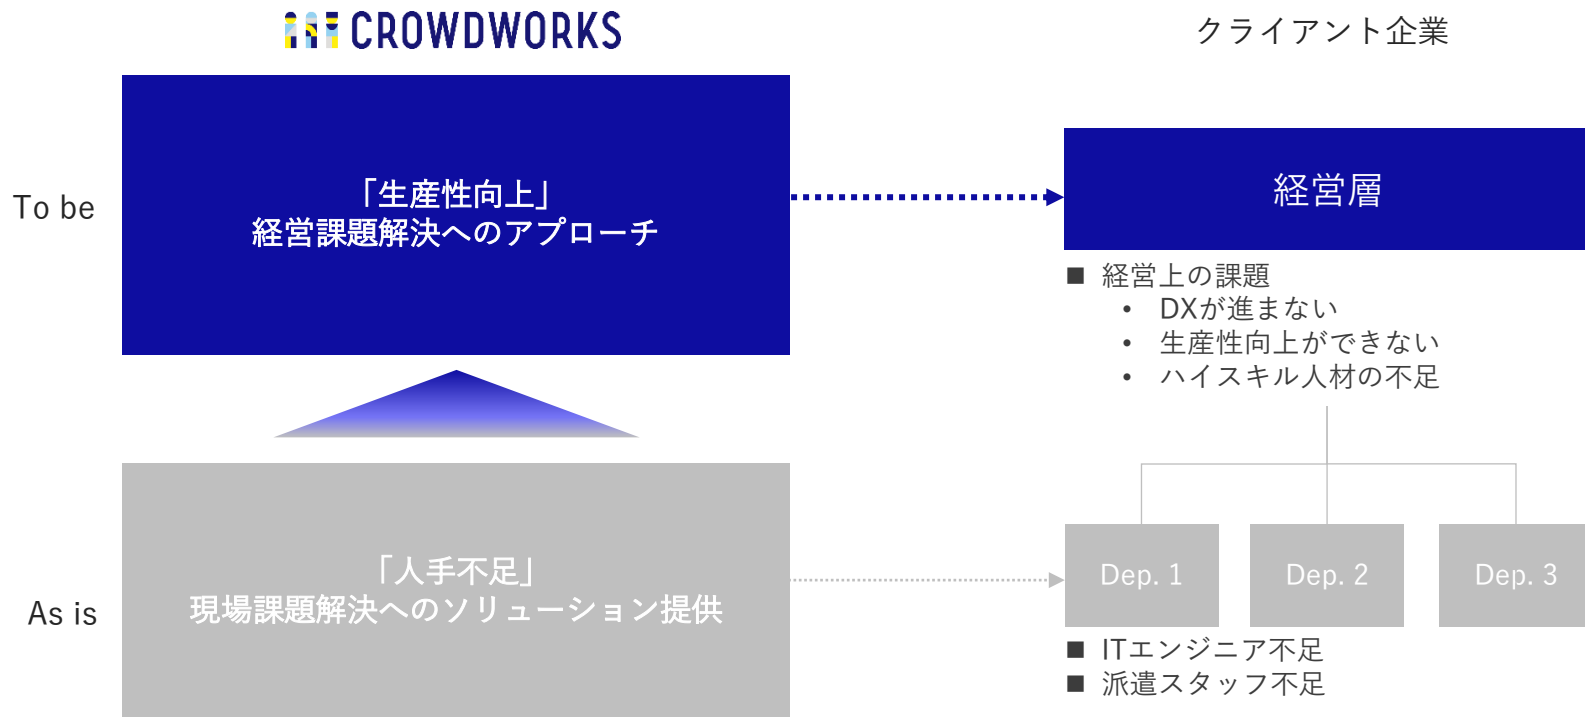 CROWDWORKS
クライアント企業
To be
「生産性向上」
経営課題解決へのアプローチ
経営層
■ 経営上の課題
• DXが進まない
• 生産性向上ができない
• ハイスキル人材の不足
As is
「人手不足」
現場課題解決へのソリューション提供
Dep. 1
Dep. 2
Dep. 3
■ ITエンジニア不足
■ 派遣スタッフ不足